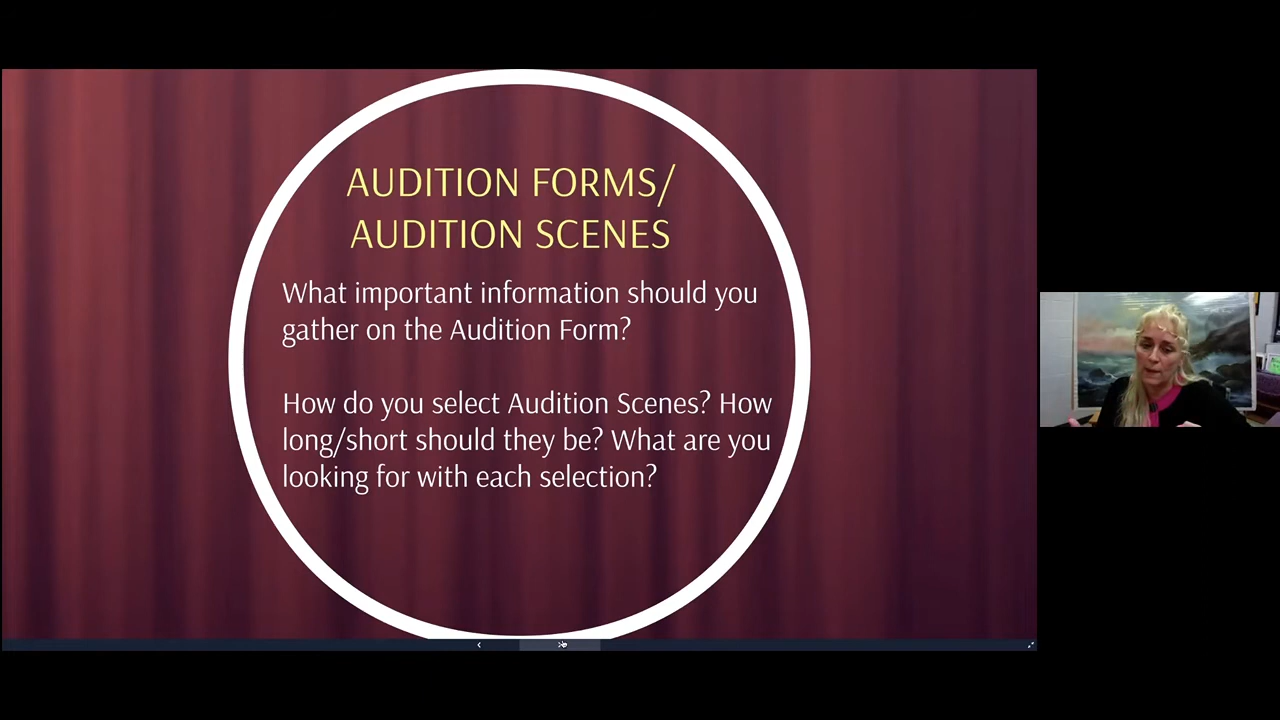 AUDITION FORMS/
AUDITION SCENES
What important information should you
gather on the Audition Form?
How do you select Audition Scenes? How
long/short should they be? What are you
looking for with each selection?